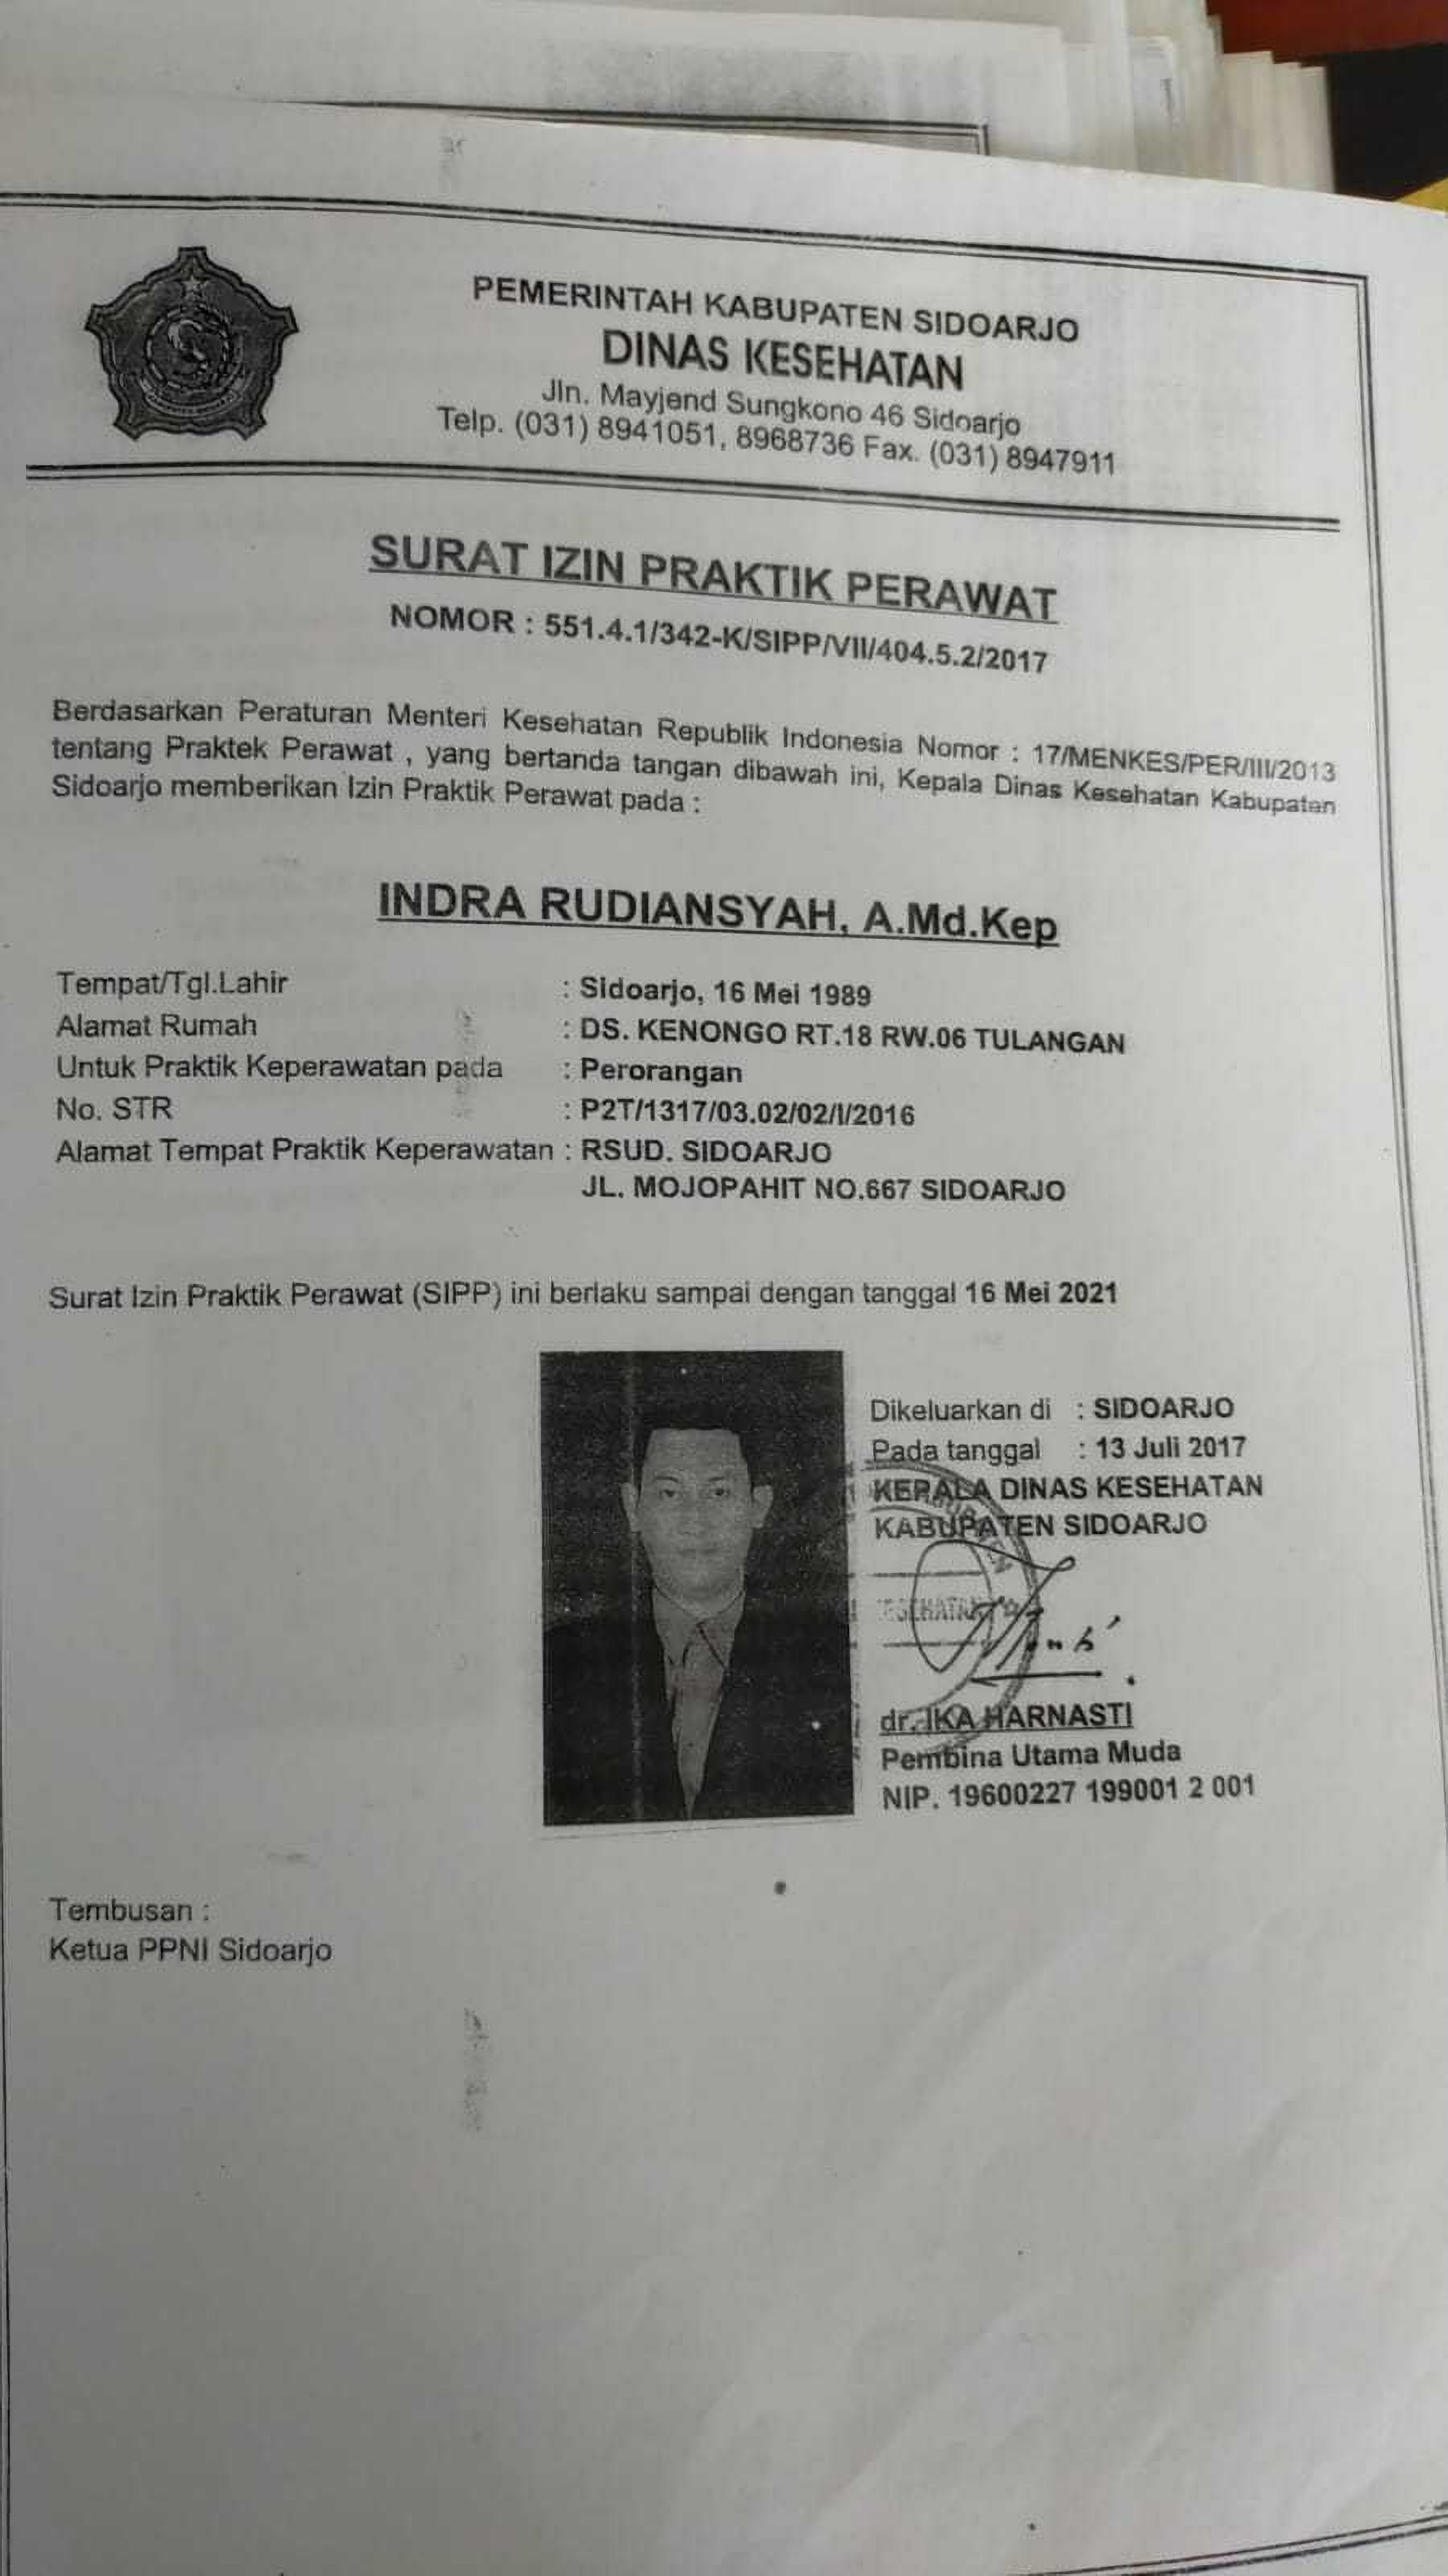 PEMERINTAH KABUPATEN SIDOARJO
DINAS KESEHATAN
Jln. Mayjend Sungkono 46 Sidoarjo
Telp. (031) 8941051, 8968736 Fax. (031) 8947911
SURAT IZIN PRAKTIK PERAWAT
NOMOR : 551.4.1/342-K/SIPP/VII/404.5.2/2017
Berdasarkan Peraturan Menteri Kesehatan Republik Indonesia Nomor : 17/MENKES/PER/III/2013
tentang Praktek Perawat , yang bertanda tangan dibawah ini, Kepala Dinas Kesehatan Kabupaten
Sidoarjo memberikan Izin Praktik Perawat pada :
INDRA RUDIANSYAH, A.Md.Kep
Tempat/Tgl.Lahir : Sidoarjo, 16 Mei 1989
Alamat Rumah : DS. KENONGO RT.18 RW.06 TULANGAN
Untuk Praktik Keperawatan pada : Perorangan
No. STR : P2T/1317/03.02/02/I/2016
Alamat Tempat Praktik Keperawatan : RSUD. SIDOARJO
JL. MOJOPAHIT NO.667 SIDOARJO
Surat Izin Praktik Perawat (SIPP) ini berlaku sampai dengan tanggal 16 Mei 2021
Dikeluarkan di : SIDOARJO
Pada tanggal : 13 Juli 2017
KEPALA DINAS KESEHATAN
KABUPATEN SIDOARJO
dr. IKA HARNASTI
Pembina Utama Muda
NIP. 19600227 199001 2 001
Tembusan :
Ketua PPNI Sidoarjo